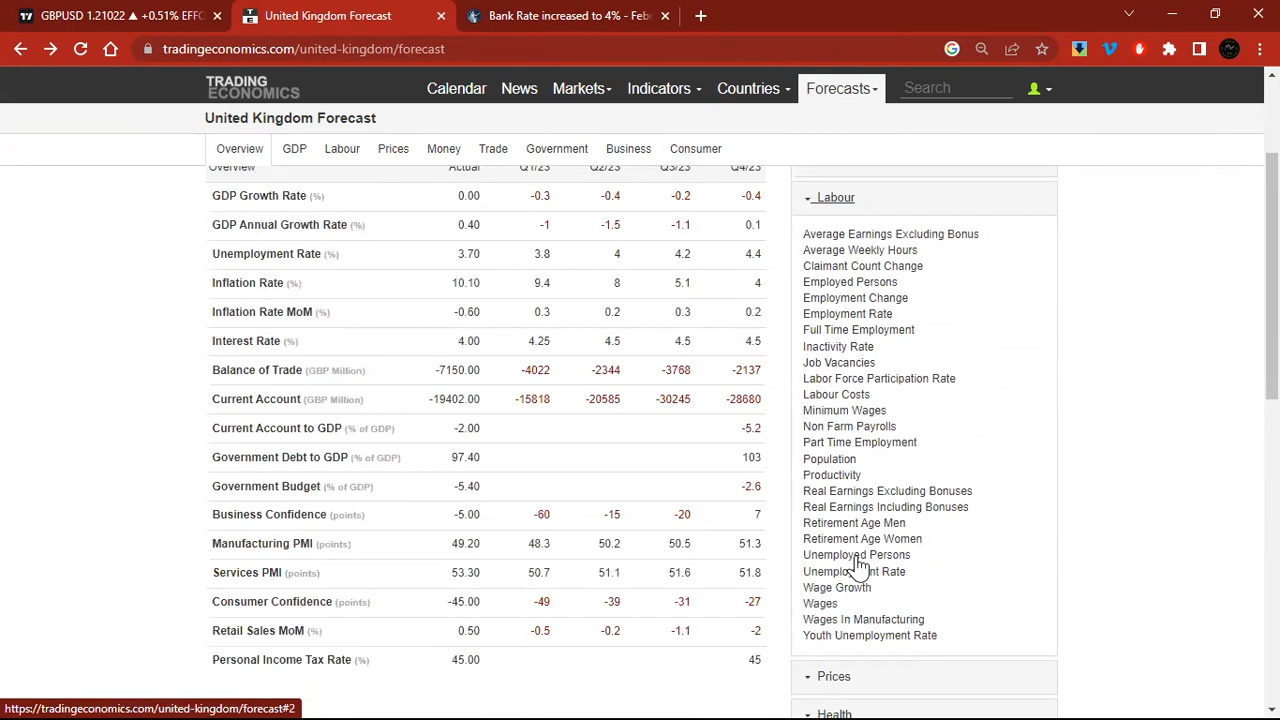 GBPUSD 1.21022 ▲ +0.51% EFFO
United Kingdom Forecast
Bank Rate increased to 4% - Febr
tradingeconomics.com/united-kingdom/forecast
TRADING ECONOMICS
Calendar News Markets Indicators Countries Forecasts Search
United Kingdom Forecast
Overview GDP Labour Prices Money Trade Government Business Consumer
Overview Actual Q1/23 Q2/23 Q3/23 Q4/23
GDP Growth Rate (%) 0.00 -0.3 -0.4 -0.2 -0.4
GDP Annual Growth Rate (%) 0.40 -1 -1.5 -1.1 0.1
Unemployment Rate (%) 3.70 3.8 4 4.2 4.4
Inflation Rate (%) 10.10 9.4 8 5.1 4
Inflation Rate MoM (%) -0.60 0.3 0.2 0.3 0.2
Interest Rate (%) 4.00 4.25 4.5 4.5 4.5
Balance of Trade (GBP Million) -7150.00 -4022 -2344 -3768 -2137
Current Account (GBP Million) -19402.00 -15818 -20585 -30245 -28680
Current Account to GDP (% of GDP) -2.00 -5.2
Government Debt to GDP (% of GDP) 97.40 103
Government Budget (% of GDP) -5.40 -2.6
Business Confidence (points) -5.00 -60 -15 -20 7
Manufacturing PMI (points) 49.20 48.3 50.2 50.5 51.3
Services PMI (points) 53.30 50.7 51.1 51.6 51.8
Consumer Confidence (points) -45.00 -49 -39 -31 -27
Retail Sales MoM (%) 0.50 -0.5 -0.2 -1.1 -2
Personal Income Tax Rate (%) 45.00 45
Labour
Average Earnings Excluding Bonus
Average Weekly Hours
Claimant Count Change
Employed Persons
Employment Change
Employment Rate
Full Time Employment
Inactivity Rate
Job Vacancies
Labor Force Participation Rate
Labour Costs
Minimum Wages
Non Farm Payrolls
Part Time Employment
Population
Productivity
Real Earnings Excluding Bonuses
Real Earnings Including Bonuses
Retirement Age Men
Retirement Age Women
Unemployed Persons
Unemployment Rate
Wage Growth
Wages
Wages In Manufacturing
Youth Unemployment Rate
Prices
Health
https://tradingeconomics.com/united-kingdom/forecast#2